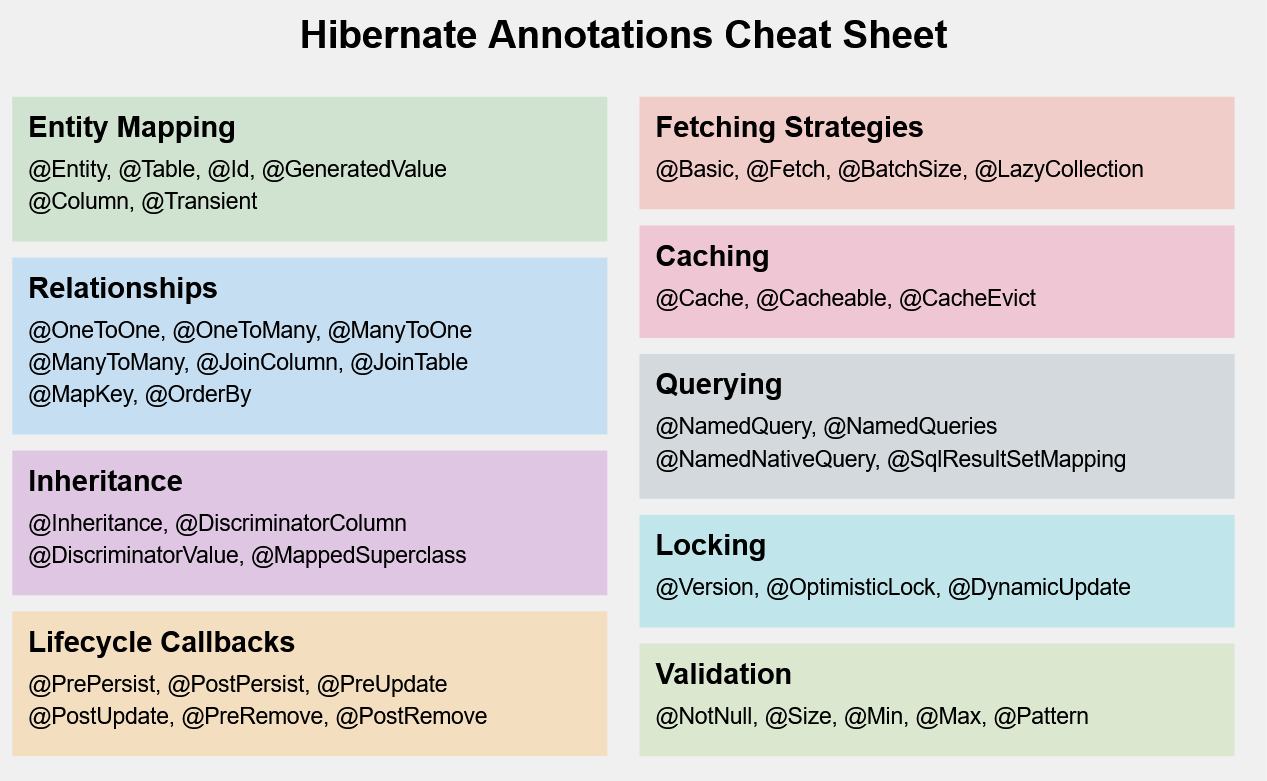 Hibernate Annotations Cheat Sheet
Entity Mapping
@Entity, @Table, @Id, @GeneratedValue
@Column, @Transient
Relationships
@OneToOne, @OneToMany, @ManyToOne
@ManyToMany, @JoinColumn, @JoinTable
@MapKey, @OrderBy
Inheritance
@Inheritance, @DiscriminatorColumn
@DiscriminatorValue, @MappedSuperclass
Lifecycle Callbacks
@PrePersist, @PostPersist, @PreUpdate
@PostUpdate, @PreRemove, @PostRemove
Fetching Strategies
@Basic, @Fetch, @BatchSize, @LazyCollection
Caching
@Cache, @Cacheable, @CacheEvict
Querying
@NamedQuery, @NamedQueries
@NamedNativeQuery, @SqlResultSetMapping
Locking
@Version, @OptimisticLock, @DynamicUpdate
Validation
@NotNull, @Size, @Min, @Max, @Pattern